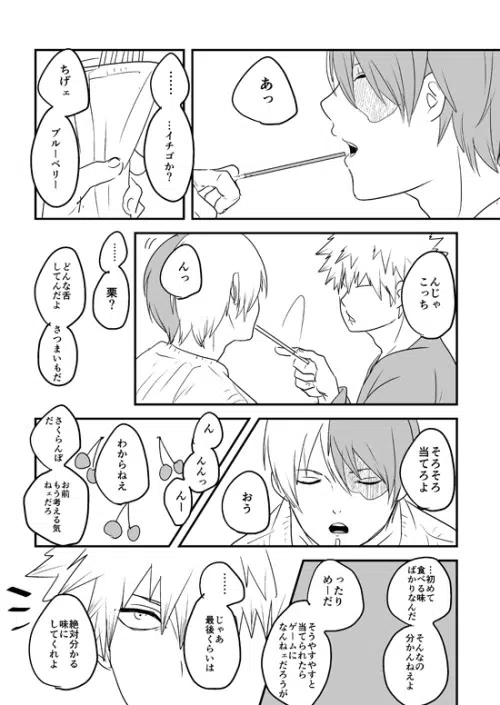 あっ
……
…イチゴか？
ちげェ
ブルーベリー
んじゃ
こっち
んっ
……
栗？
どんな舌
してんだよ
さつまいもだ
そろそろ
当てろよ
おう
ん
んんっ
んー
わからねえ
さくらんぼ
だ
お前
もう考える気
ねェだろ
…初めて
食べる味
ばかりなんだ
そんなの
分かんねえよ
ったり
めーだ
そうやすやすと
当てられたら
ゲームに
なんねェだろうが
じゃあ
最後くらいは
絶対分かる
味に
してくれよ